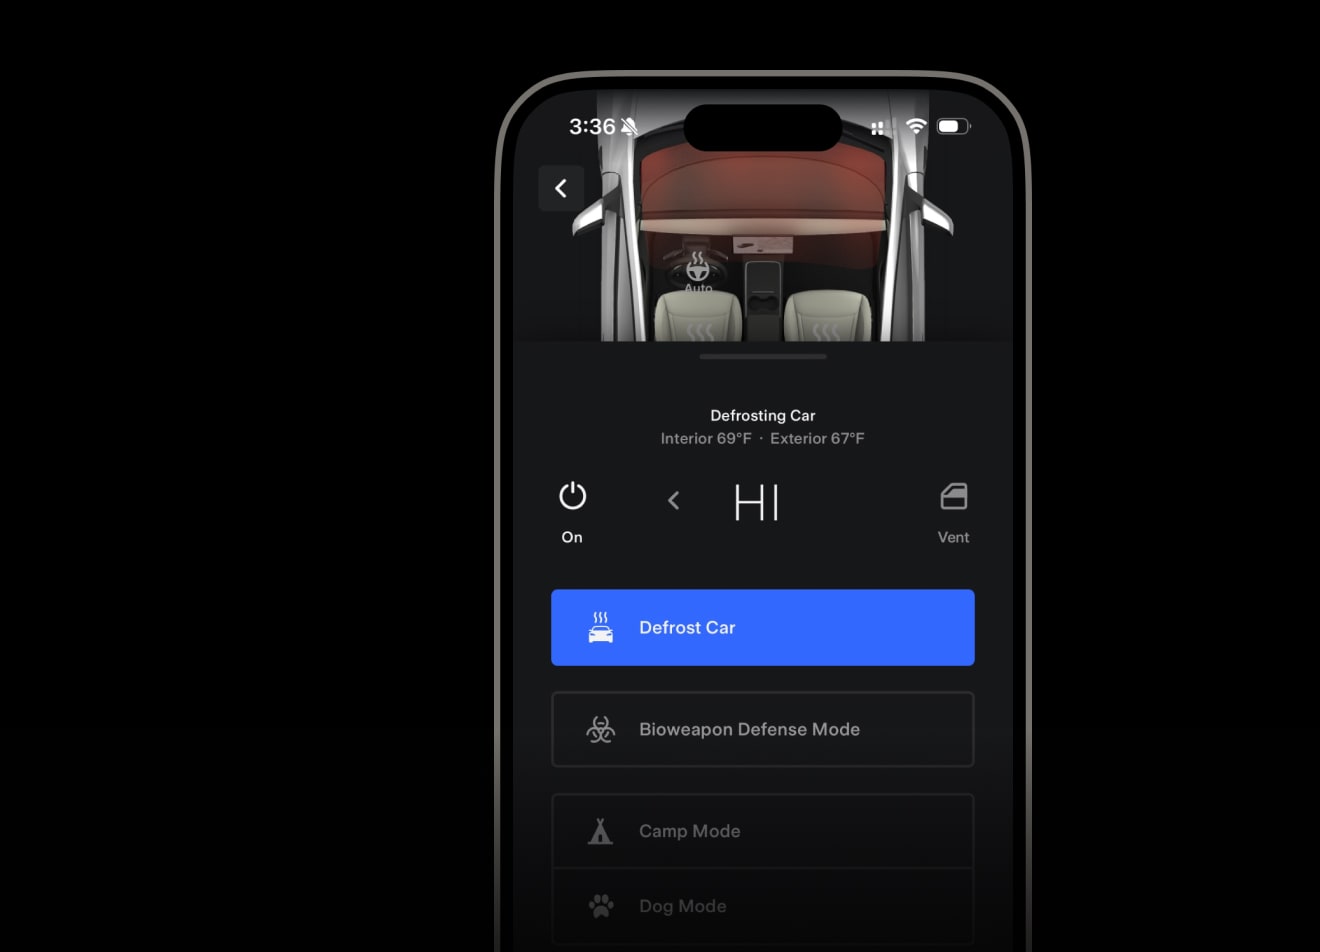 3:36
Auto
Defrosting Car
Interior 69°F · Exterior 67°F
HI
On
Vent
Defrost Car
Bioweapon Defense Mode
Camp Mode
Dog Mode